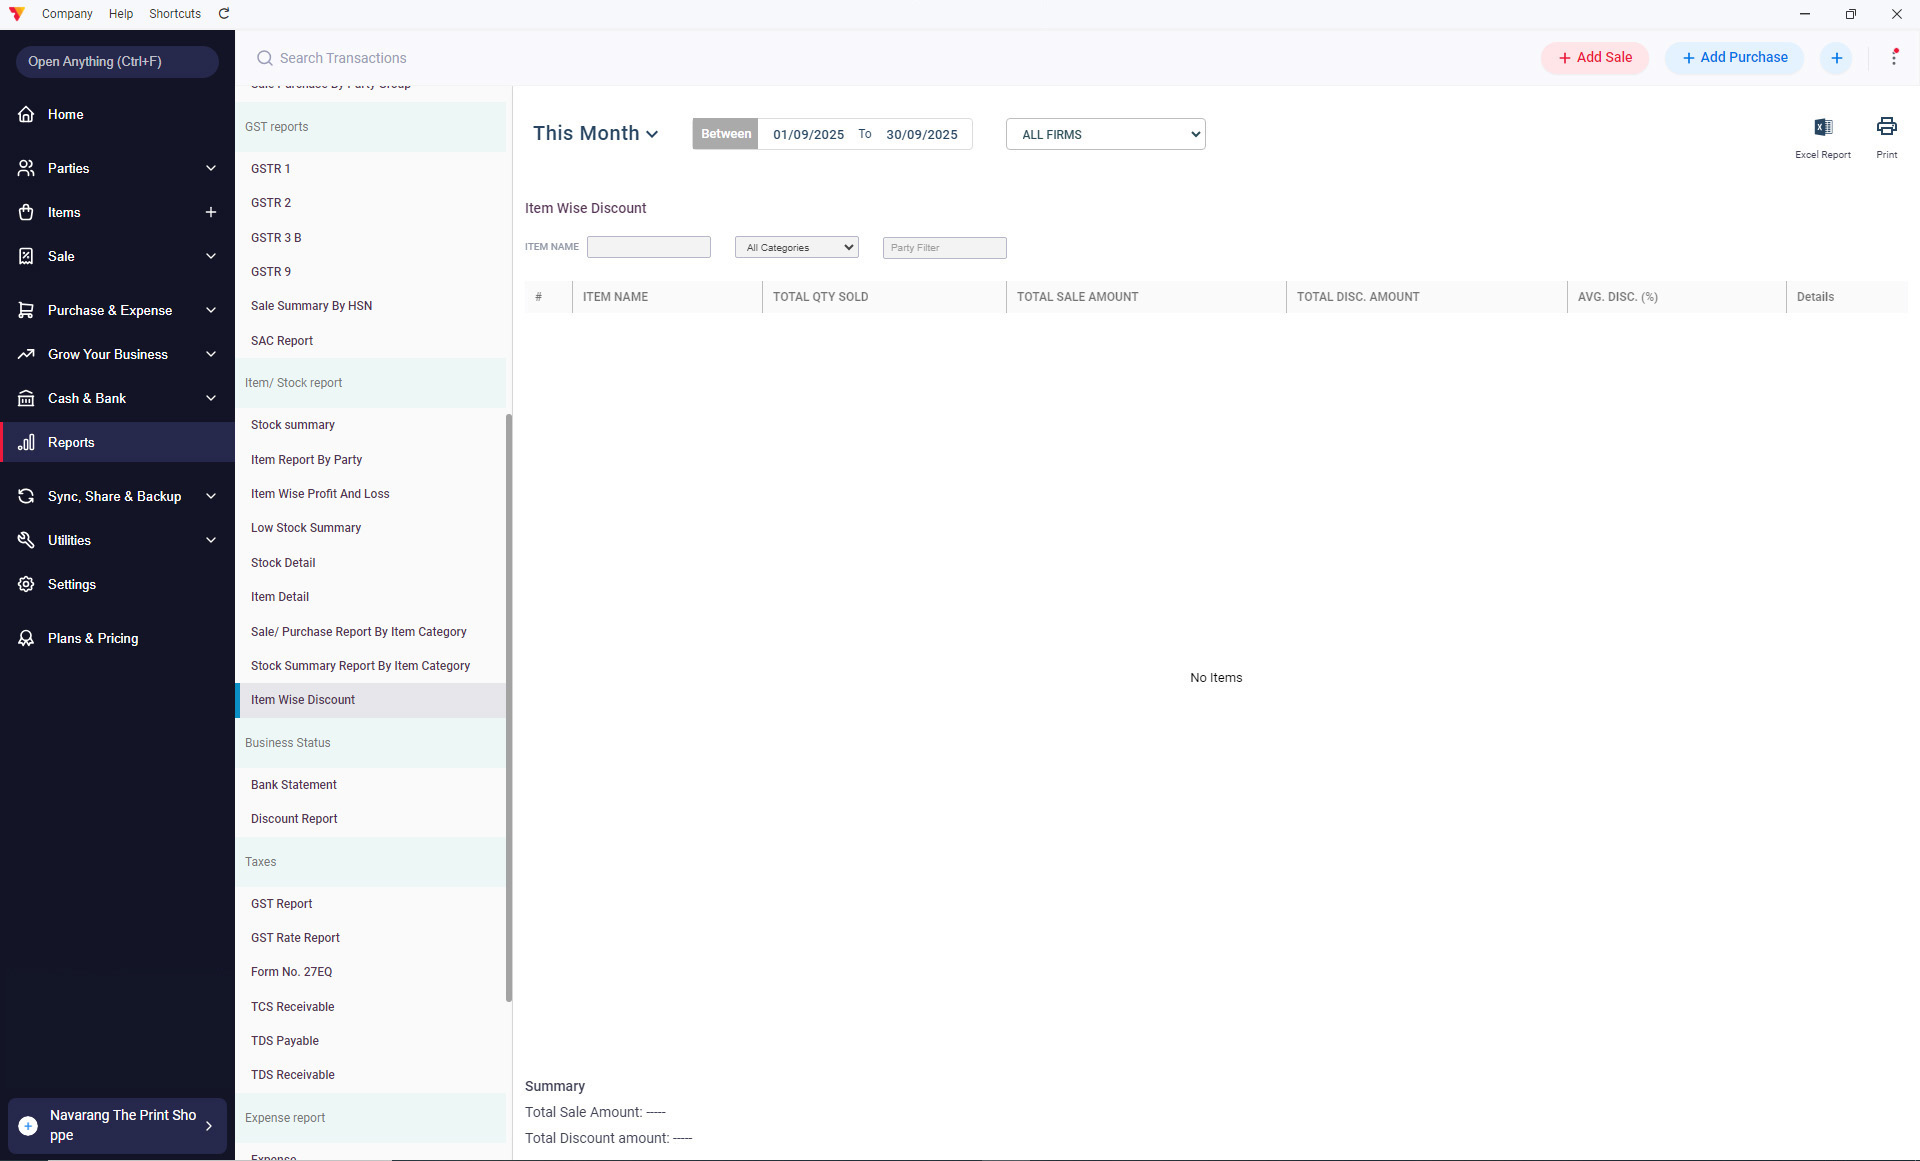 Company Help Shortcuts
Open Anything (Ctrl+F)
Home
Parties
Items
Sale
Purchase & Expense
Grow Your Business
Cash & Bank
Reports
Sync, Share & Backup
Utilities
Settings
Plans & Pricing
Navarang The Print Sho
ppe
Search Transactions
Add Sale
Add Purchase
Sale Purchase By Party Group
GST reports
GSTR 1
GSTR 2
GSTR 3 B
GSTR 9
Sale Summary By HSN
SAC Report
Item/ Stock report
Stock summary
Item Report By Party
Item Wise Profit And Loss
Low Stock Summary
Stock Detail
Item Detail
Sale/ Purchase Report By Item Category
Stock Summary Report By Item Category
Item Wise Discount
Business Status
Bank Statement
Discount Report
Taxes
GST Report
GST Rate Report
Form No. 27EQ
TCS Receivable
TDS Payable
TDS Receivable
Expense report
Expense
This Month
Between 01/09/2025 To 30/09/2025
ALL FIRMS
Excel Report
Print
Item Wise Discount
ITEM NAME
All Categories
Party Filter
# ITEM NAME TOTAL QTY SOLD TOTAL SALE AMOUNT TOTAL DISC. AMOUNT AVG. DISC. (%) Details
No Items
Summary
Total Sale Amount: -----
Total Discount amount: -----